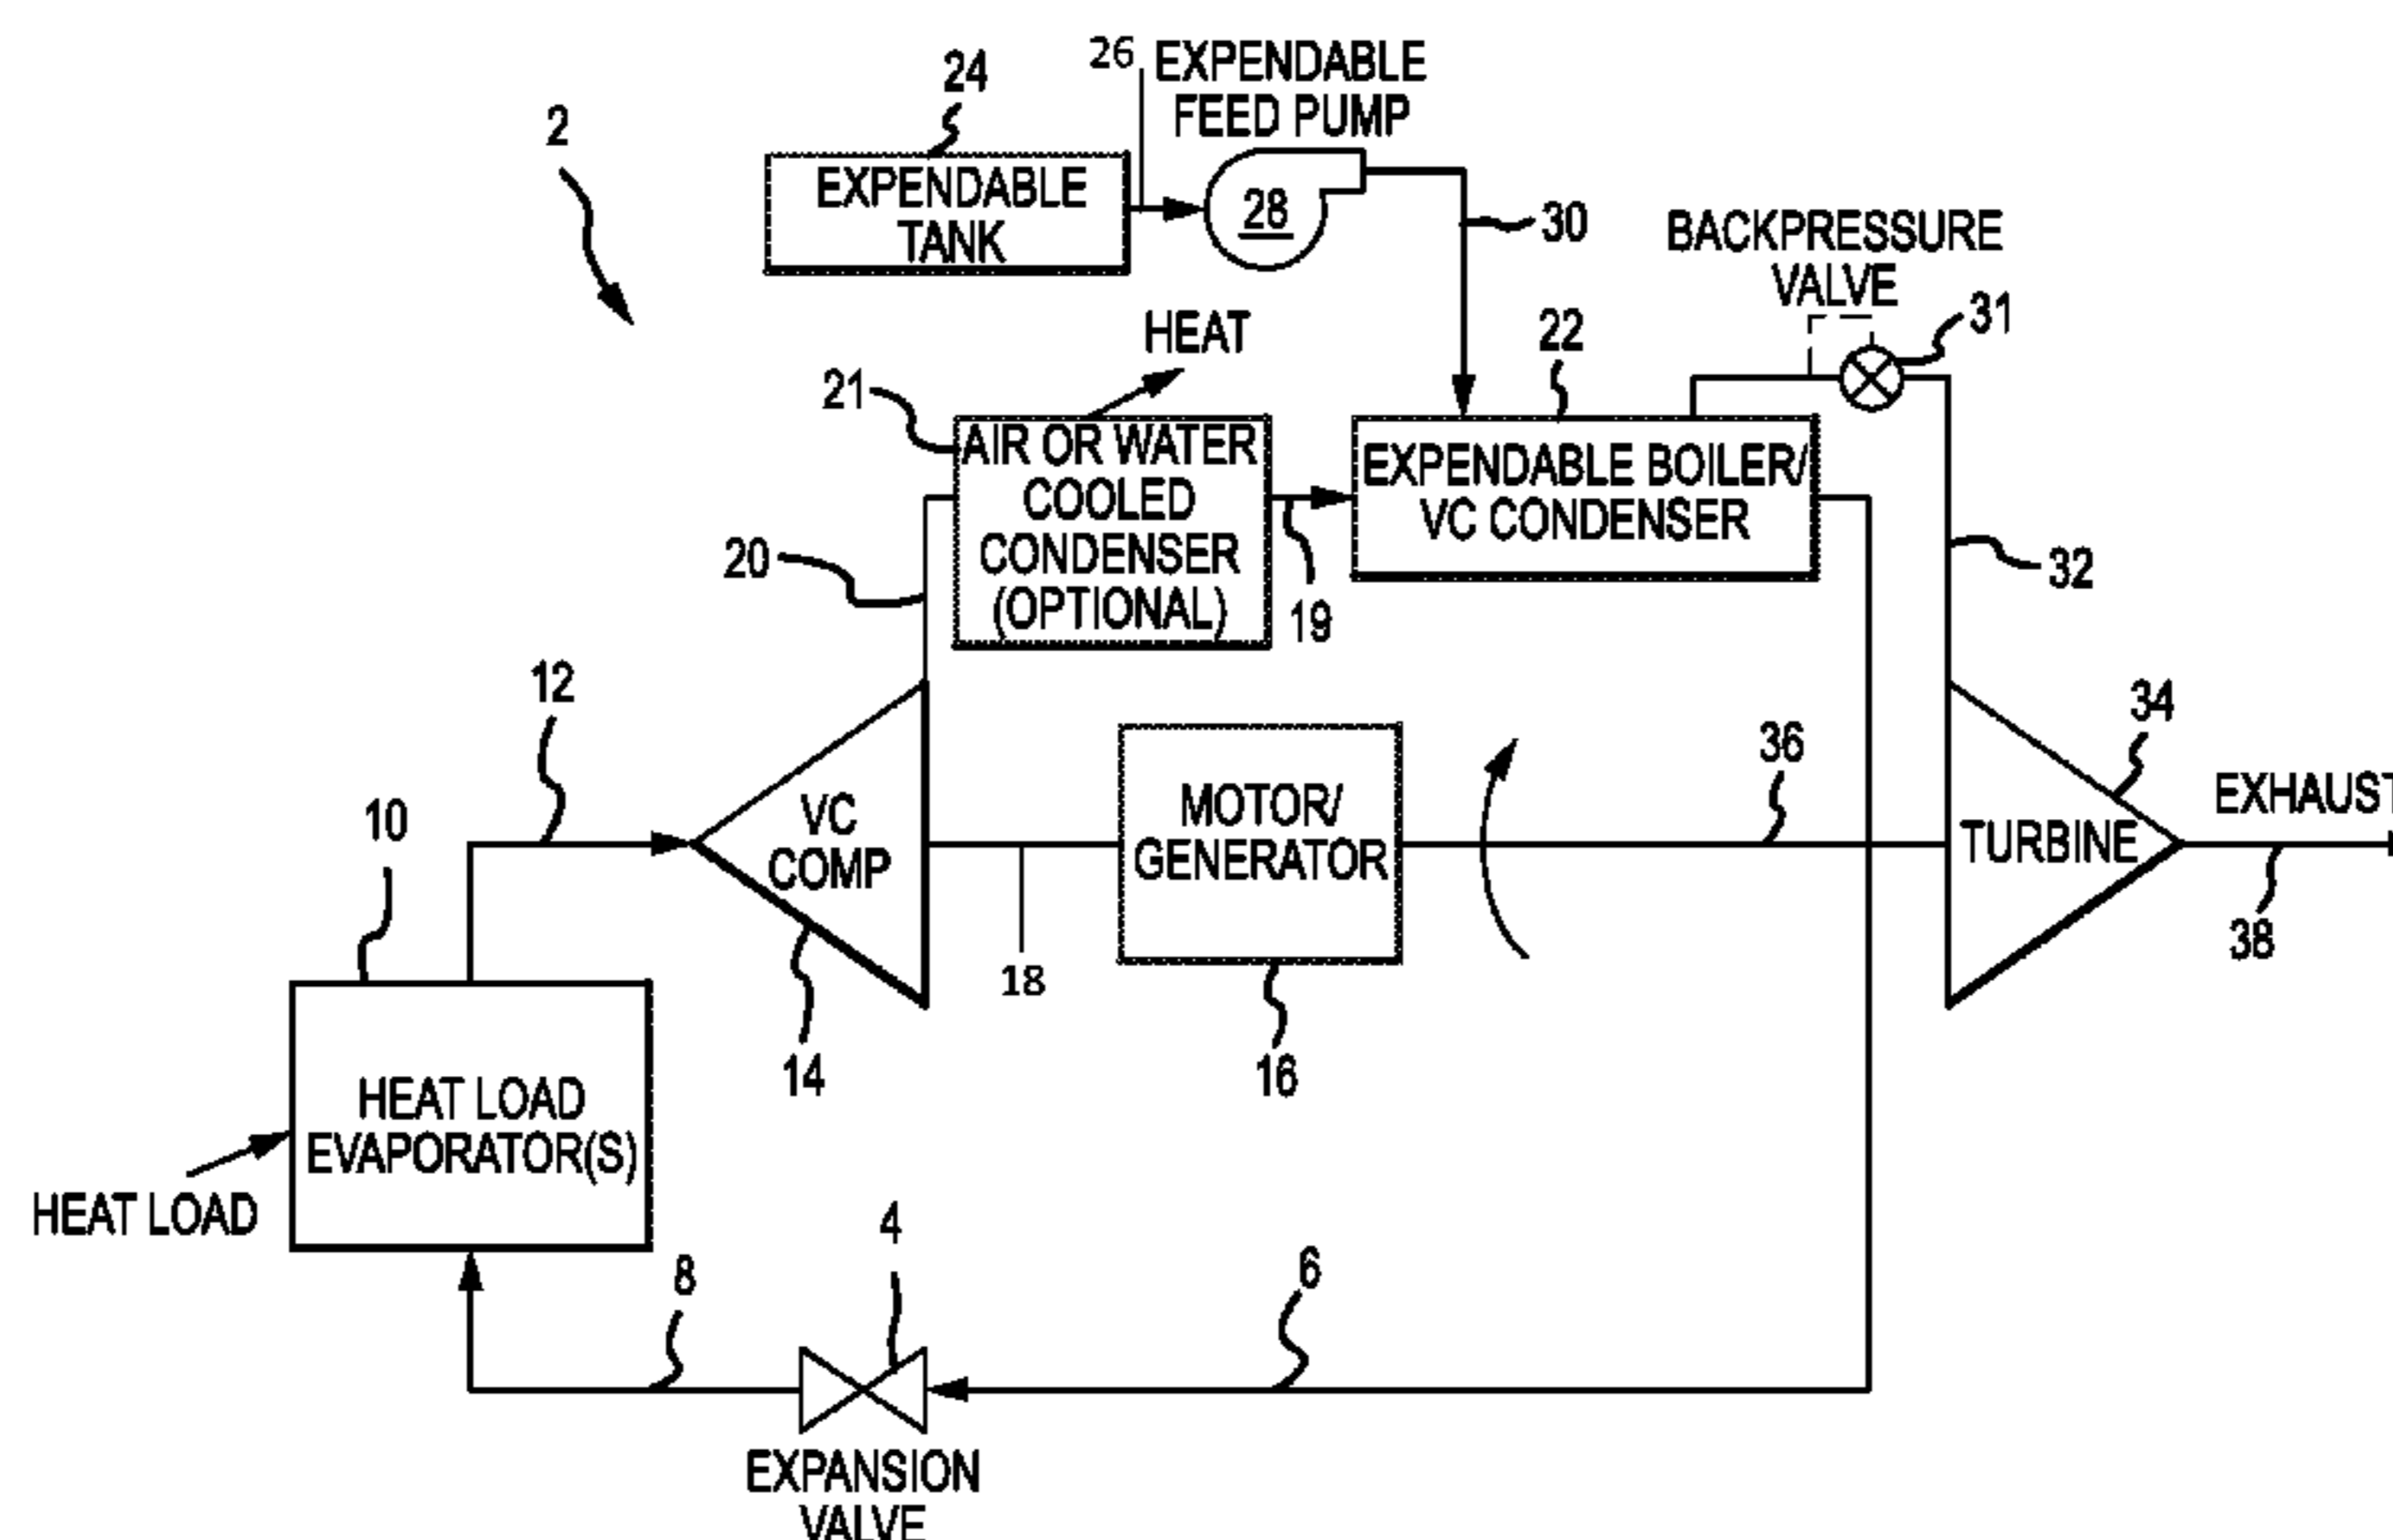 24
26
EXPENDABLE
FEED PUMP
2
EXPENDABLE
TANK
28
30
BACKPRESSURE
VALVE
31
HEAT
22
21
AIR OR WATER
COOLED
CONDENSER
(OPTIONAL)
EXPENDABLE BOILER/
VC CONDENSER
20
19
32
12
34
36
10
VC
COMP
MOTOR/
GENERATOR
TURBINE
EXHAUST
38
18
14
16
HEAT LOAD
EVAPORATOR(S)
HEAT LOAD
8
4
6
EXPANSION
VALVE